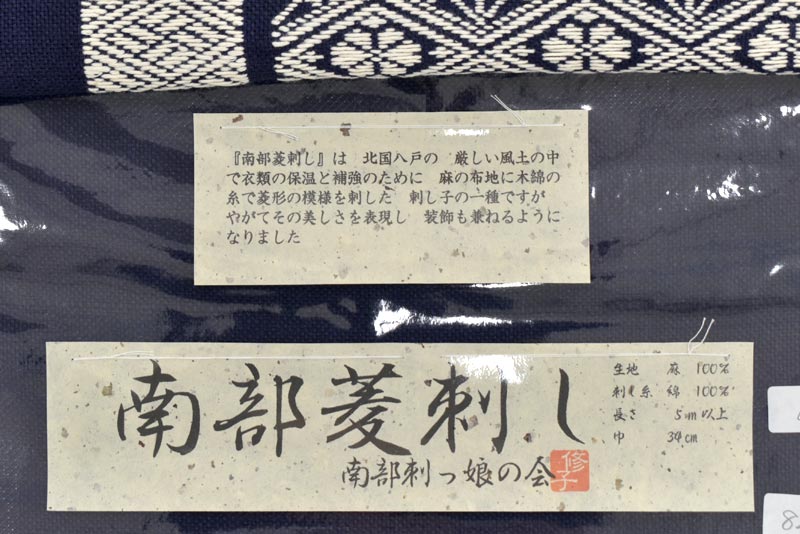 『南部菱刺し』は 北国八戸の 厳しい風土の中
で衣類の保温と補強のために 麻の布地に木綿の
糸で菱形の模様を刺した 刺し子の一種ですが
やがてその美しさを表現し 装飾も兼ねるように
なりました
南部菱刺し
南部刺っ娘の会
修子
生地 麻 100%
刺し糸 綿 100%
長さ 5m以上
巾 34cm